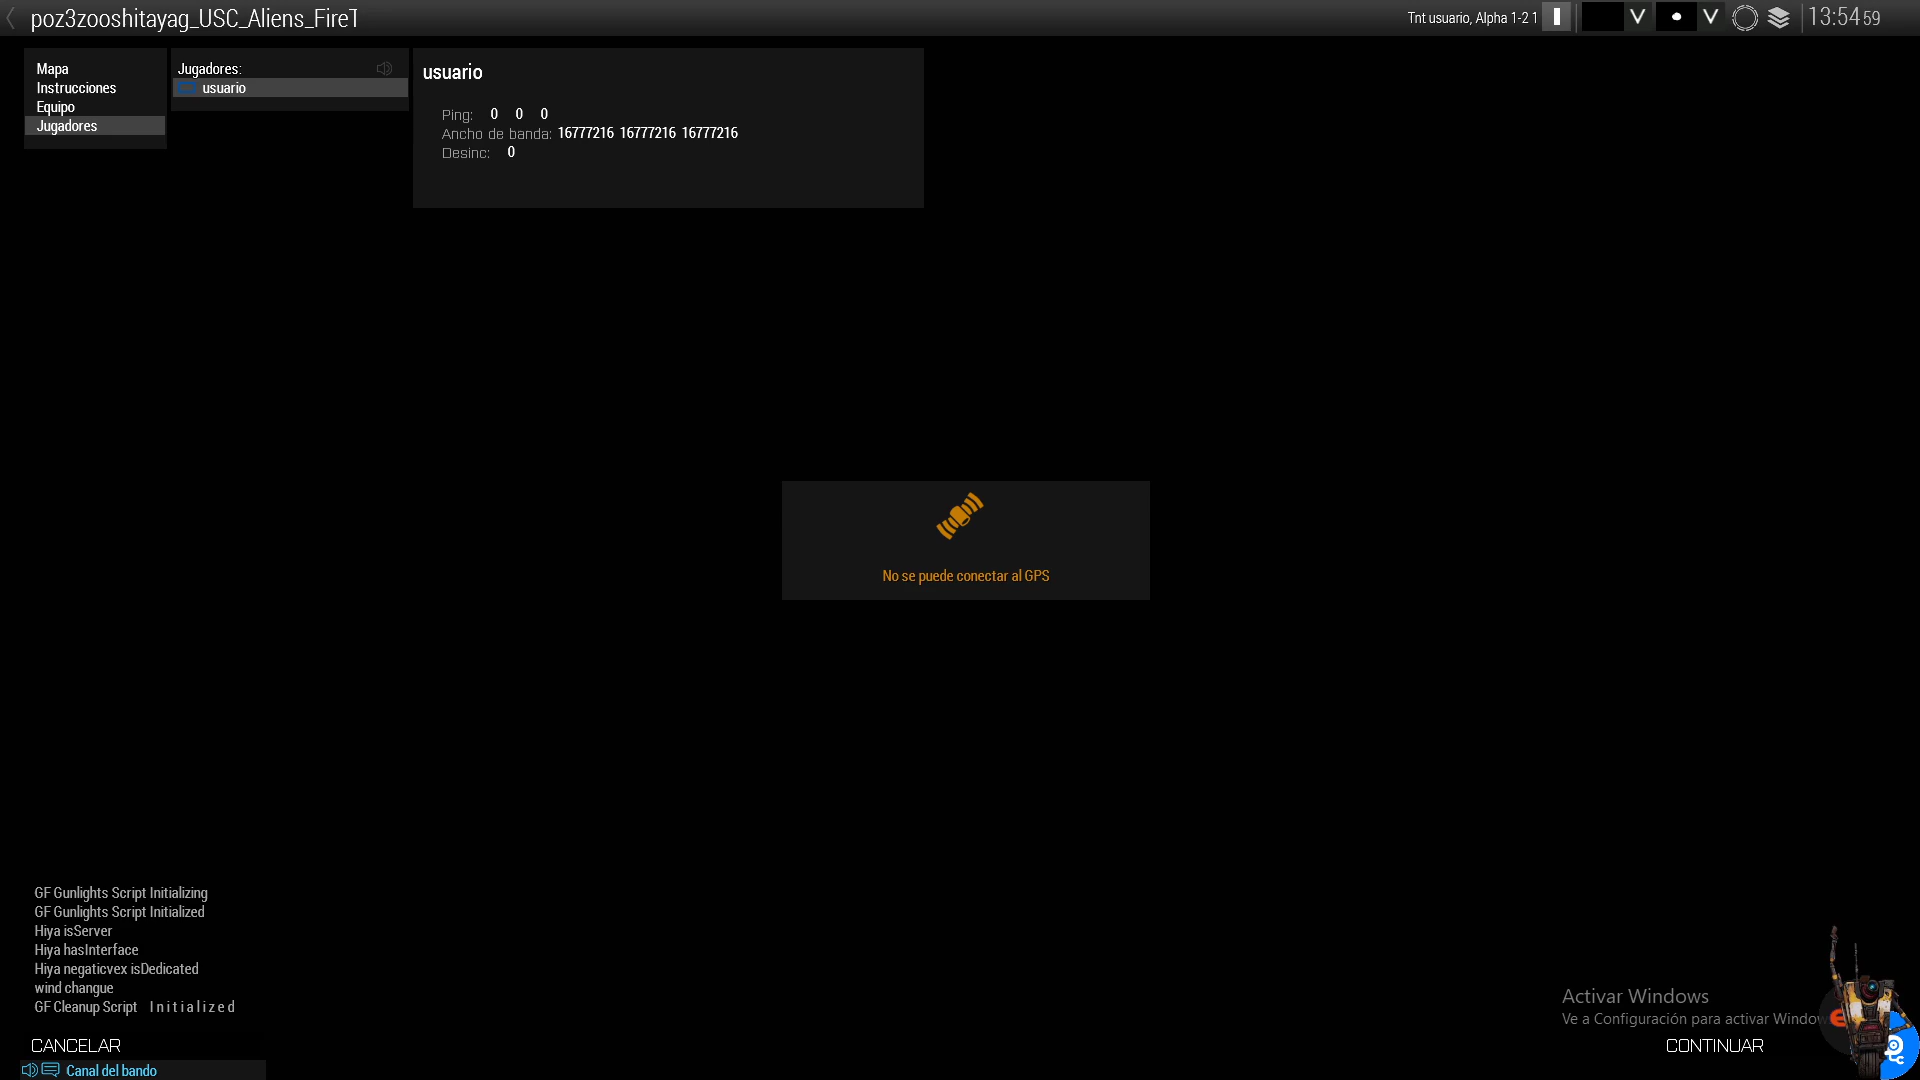 poz3zooshitayag_USC_Aliens_FireT
Tnt usuario, Alpha 1-2 1
V
V
13:54 59
Mapa
Instrucciones
Equipo
Jugadores
Jugadores:
usuario
usuario
Ping: 0 0 0
Ancho de banda: 16777216 16777216 16777216
Desinc: 0
No se puede conectar al GPS
GF Gunlights Script Initializing
GF Gunlights Script Initialized
Hiya isServer
Hiya hasInterface
Hiya negaticvex isDedicated
wind changue
GF Cleanup Script Initialized
Activar Windows
Ve a Configuración para activar Window
CANCELAR
CONTINUAR
Canal del bando